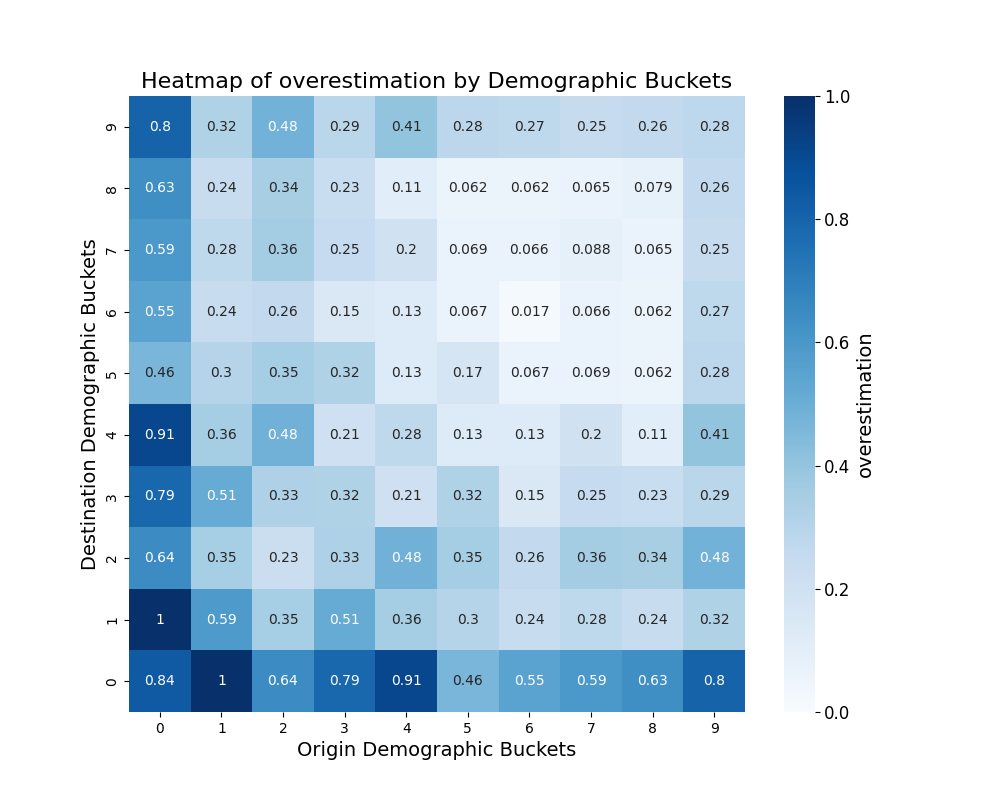 Heatmap of overestimation by Demographic Buckets
9 0.8 0.32 0.48 0.29 0.41 0.28 0.27 0.25 0.26 0.28
8 0.63 0.24 0.34 0.23 0.11 0.062 0.062 0.065 0.079 0.26
7 0.59 0.28 0.36 0.25 0.2 0.069 0.066 0.088 0.065 0.25
6 0.55 0.24 0.26 0.15 0.13 0.067 0.017 0.066 0.062 0.27
5 0.46 0.3 0.35 0.32 0.13 0.17 0.067 0.069 0.062 0.28
4 0.91 0.36 0.48 0.21 0.28 0.13 0.13 0.2 0.11 0.41
3 0.79 0.51 0.33 0.32 0.21 0.32 0.15 0.25 0.23 0.29
2 0.64 0.35 0.23 0.33 0.48 0.35 0.26 0.36 0.34 0.48
1 1 0.59 0.35 0.51 0.36 0.3 0.24 0.28 0.24 0.32
0 0.84 1 0.64 0.79 0.91 0.46 0.55 0.59 0.63 0.8
0 1 2 3 4 5 6 7 8 9
Origin Demographic Buckets
Destination Demographic Buckets
1.0
0.8
0.6
0.4
0.2
0.0
overestimation